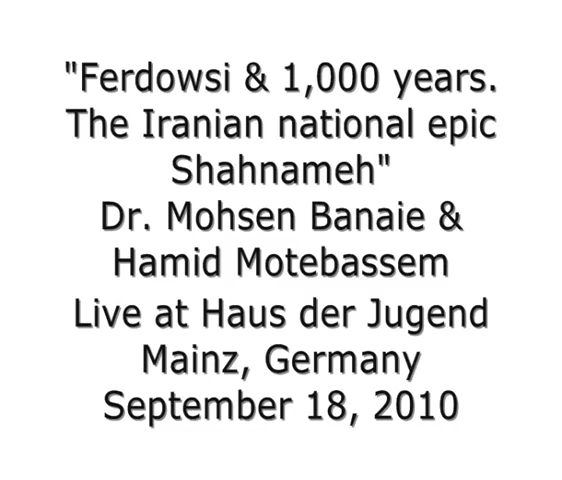 "Ferdowsi & 1,000 years.
The Iranian national epic
Shahnameh"
Dr. Mohsen Banaie &
Hamid Motebassem
Live at Haus der Jugend
Mainz, Germany
September 18, 2010